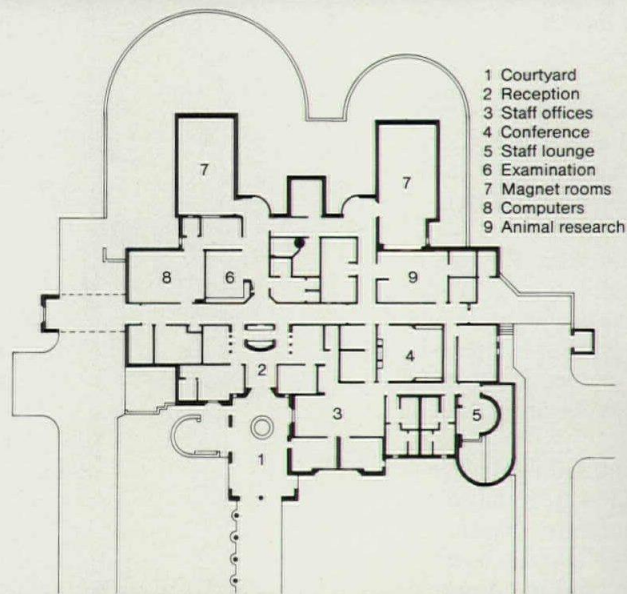 1 Courtyard
2 Reception
3 Staff offices
4 Conference
5 Staff lounge
6 Examination
7 Magnet rooms
8 Computers
9 Animal research
7
7
8
6
9
2
4
3
5
1